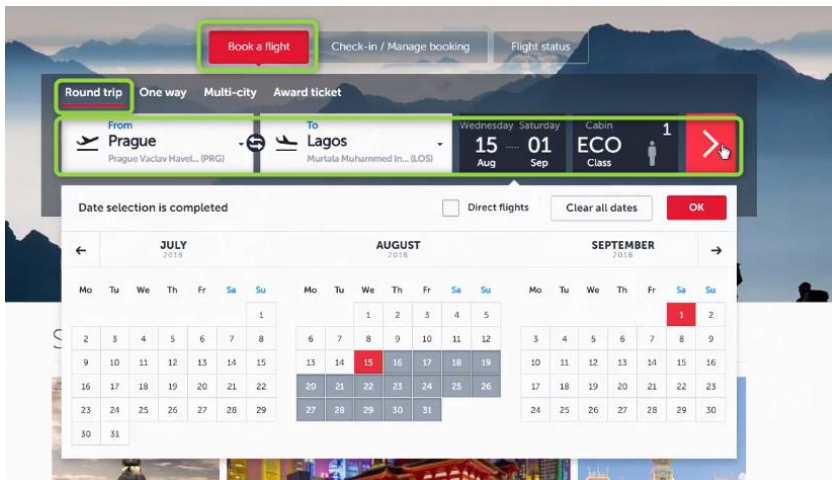 Book a flight Check-in / Manage booking Flight status
Round trip One way Multi-city Award ticket
From To Wednesday Saturday Cabin 1
Prague Lagos 15 01 ECO
Prague Vaclav Havel... (PRG) Murtala Muhammed In... (LOS) Aug Sep Class
Date selection is completed Direct flights Clear all dates OK
JULY AUGUST SEPTEMBER
2018 2018 2018
Mo Tu We Th Fr Sa Su Mo Tu We Th Fr Sa Su Mo Tu We Th Fr Sa Su
1 1 2 3 4 5 1 2
2 3 4 5 6 7 8 6 7 8 9 10 11 12 3 4 5 6 7 8 9
9 10 11 12 13 14 15 13 14 15 16 17 18 19 10 11 12 13 14 15 16
16 17 18 19 20 21 22 20 21 22 23 24 25 26 17 18 19 20 21 22 23
23 24 25 26 27 28 29 27 28 29 30 31 24 25 26 27 28 29 30
30 31